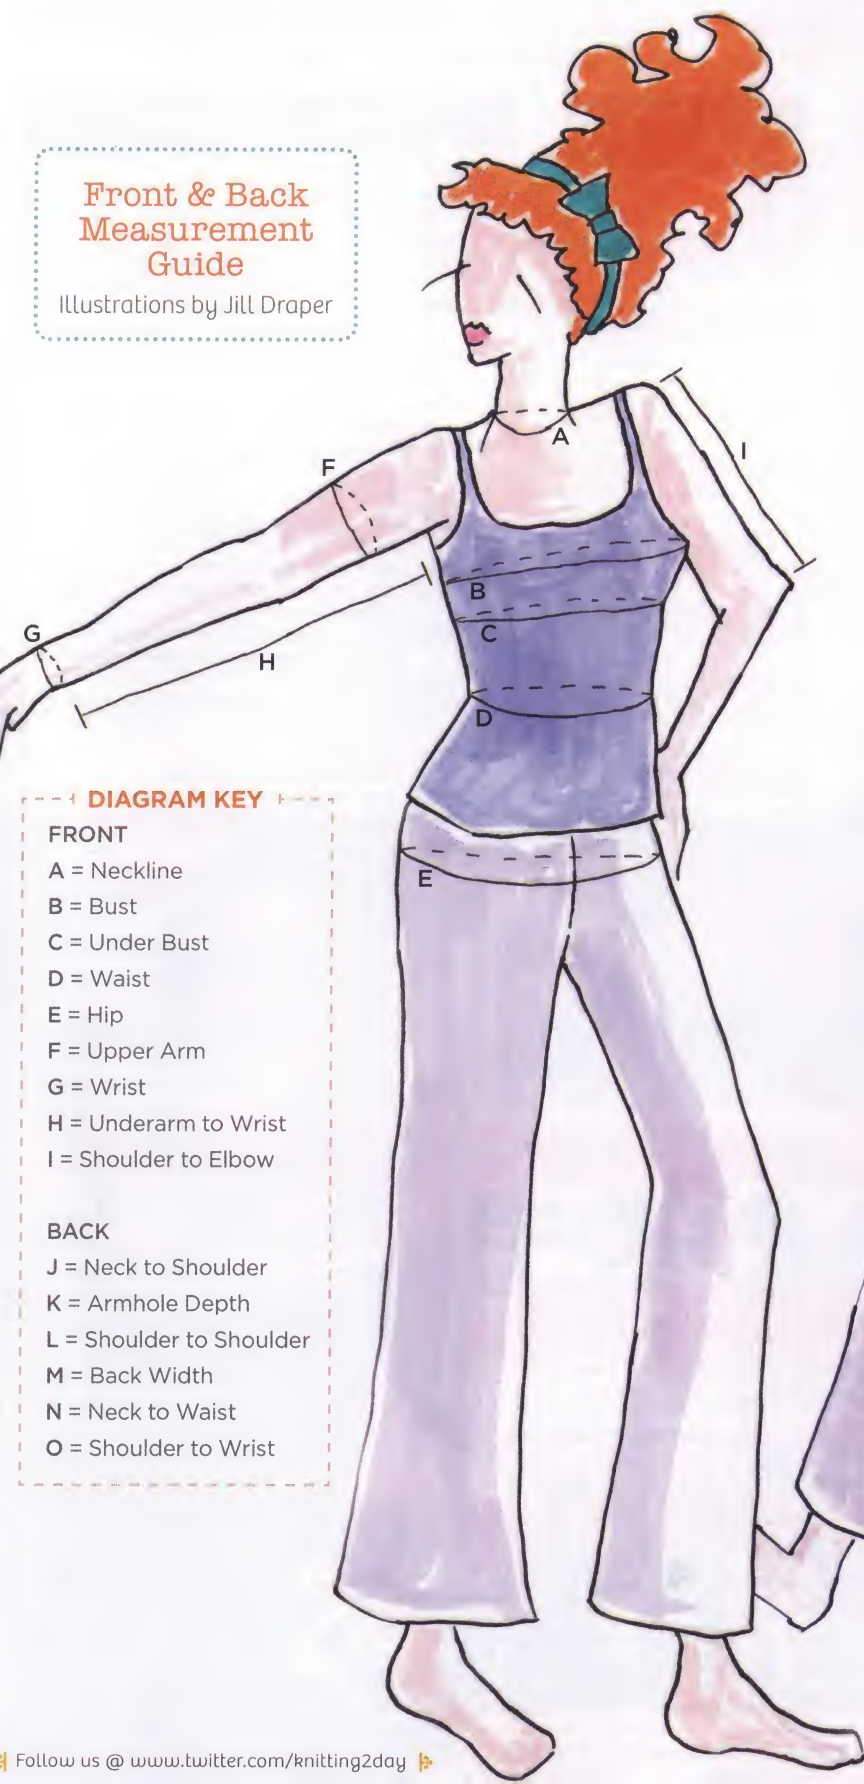 Front & Back
Measurement
Guide
Illustrations by Jill Draper
A
F
I
B
C
G
H
D
E
DIAGRAM KEY
FRONT
A = Neckline
B = Bust
C = Under Bust
D = Waist
E = Hip
F = Upper Arm
G = Wrist
H = Underarm to Wrist
I = Shoulder to Elbow
BACK
J = Neck to Shoulder
K = Armhole Depth
L = Shoulder to Shoulder
M = Back Width
N = Neck to Waist
O = Shoulder to Wrist
Follow us @ www.twitter.com/knitting2day